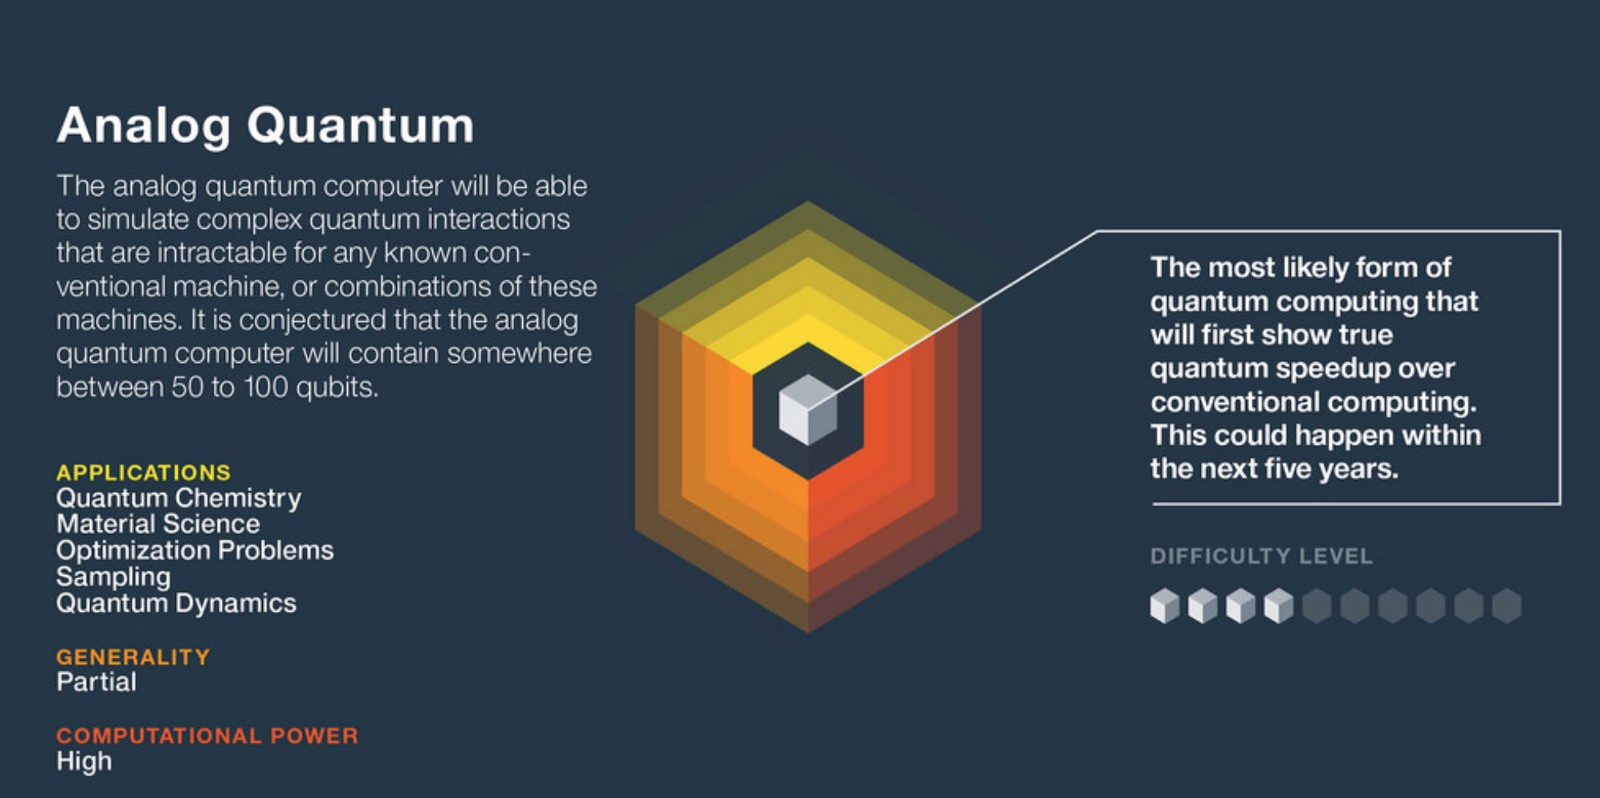 Analog Quantum
The analog quantum computer will be able
to simulate complex quantum interactions
that are intractable for any known con-
ventional machine, or combinations of these
machines. It is conjectured that the analog
quantum computer will contain somewhere
between 50 to 100 qubits.
APPLICATIONS
Quantum Chemistry
Material Science
Optimization Problems
Sampling
Quantum Dynamics
GENERALITY
Partial
COMPUTATIONAL POWER
High
The most likely form of
quantum computing that
will first show true
quantum speedup over
conventional computing.
This could happen within
the next five years.
DIFFICULTY LEVEL